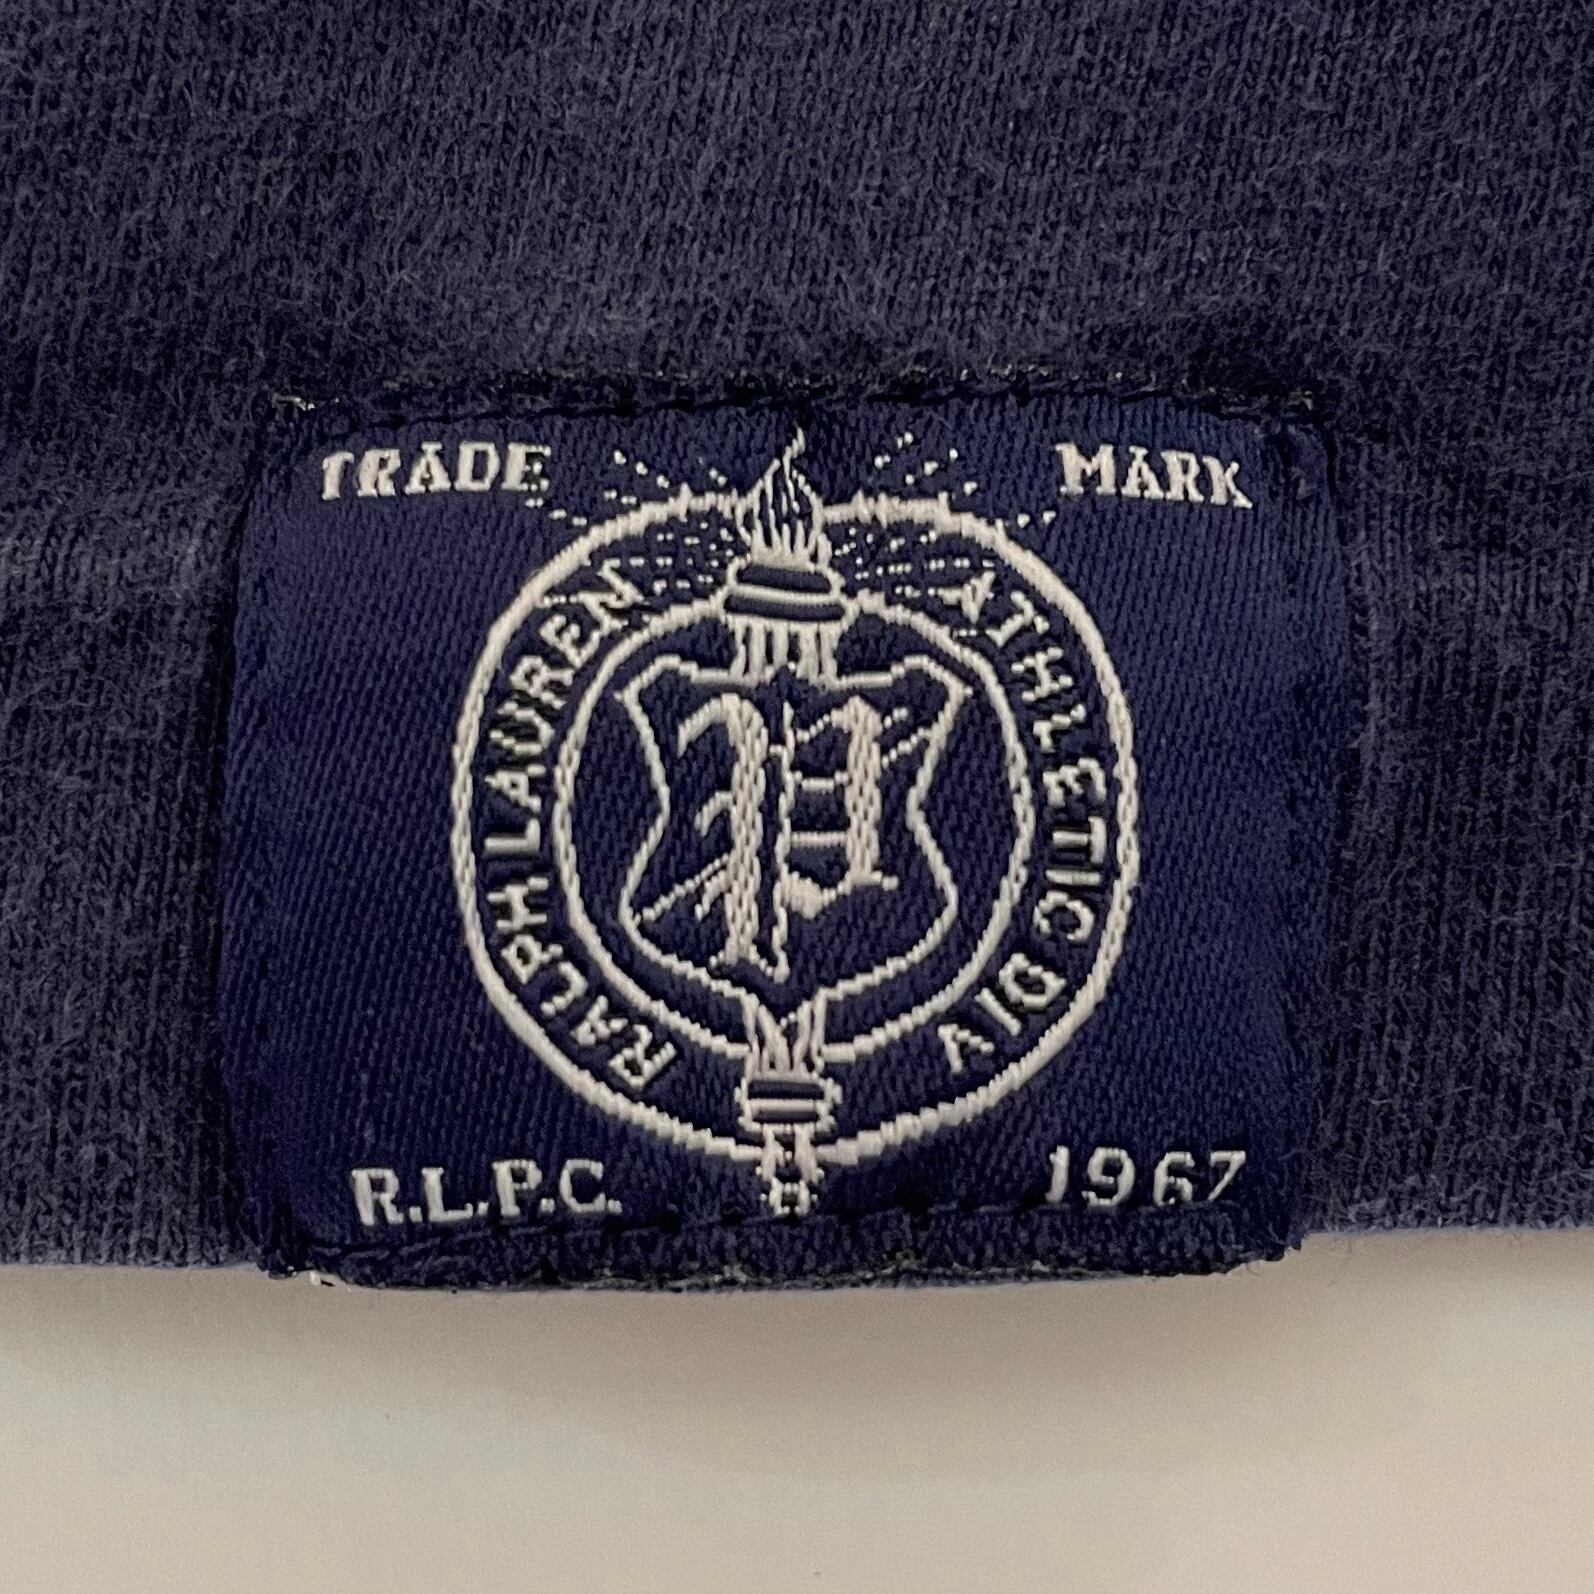 TRADE MARK
RALPH LAUREN ATHLETIC DIV
P
R.L.P.C. 1967